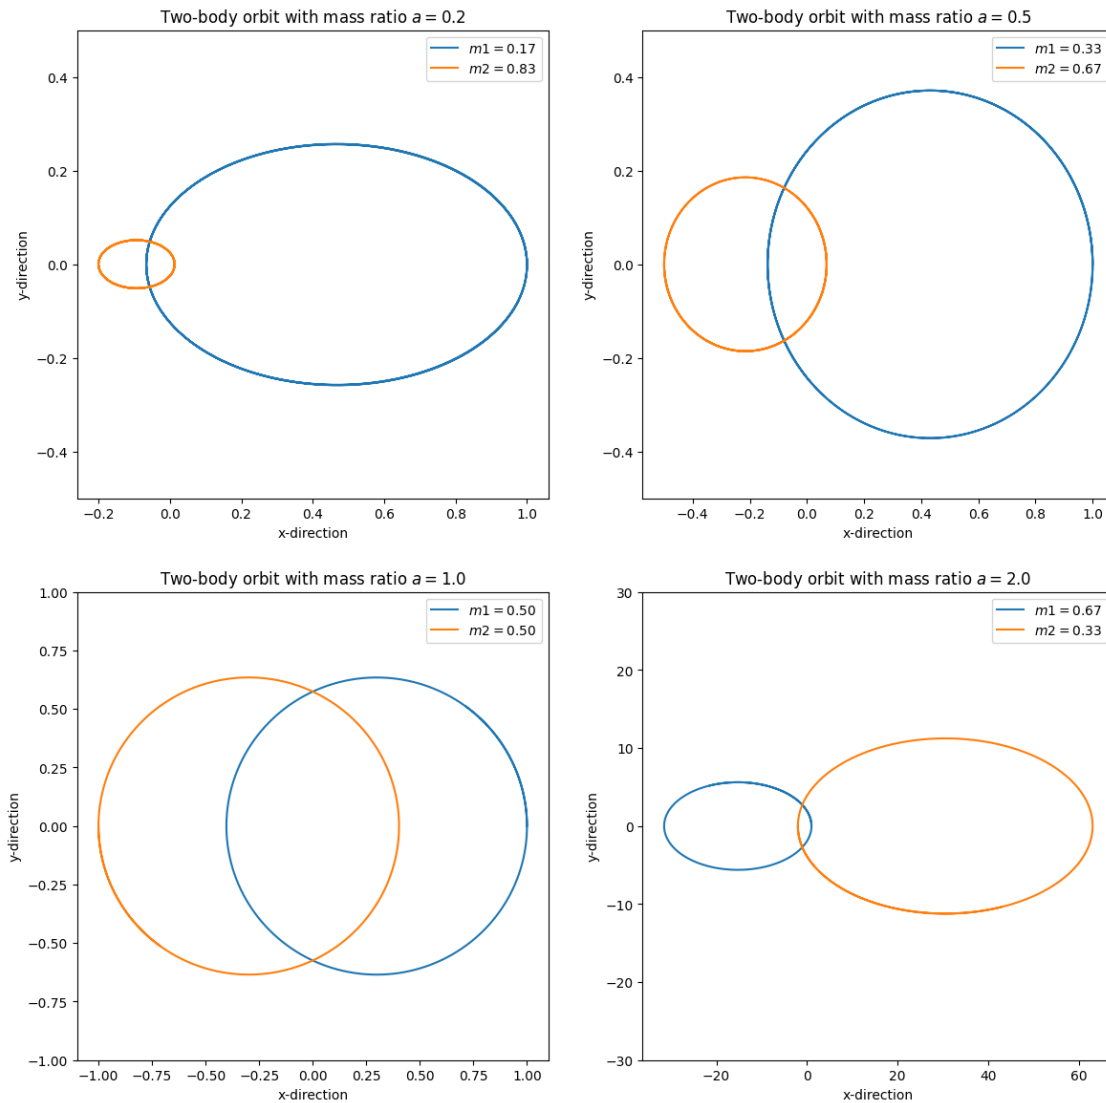 Two-body orbit with mass ratio a = 0.2
m1 = 0.17
m2 = 0.83
0.4
0.2
0.0
−0.2
−0.4
y-direction
−0.2 0.0 0.2 0.4 0.6 0.8 1.0
x-direction
Two-body orbit with mass ratio a = 0.5
m1 = 0.33
m2 = 0.67
0.4
0.2
0.0
−0.2
−0.4
y-direction
−0.4 −0.2 0.0 0.2 0.4 0.6 0.8 1.0
x-direction
Two-body orbit with mass ratio a = 1.0
m1 = 0.50
m2 = 0.50
1.00
0.75
0.50
0.25
0.00
−0.25
−0.50
−0.75
−1.00
y-direction
−1.00 −0.75 −0.50 −0.25 0.00 0.25 0.50 0.75 1.00
x-direction
Two-body orbit with mass ratio a = 2.0
m1 = 0.67
m2 = 0.33
30
20
10
0
−10
−20
−30
y-direction
−20 0 20 40 60
x-direction